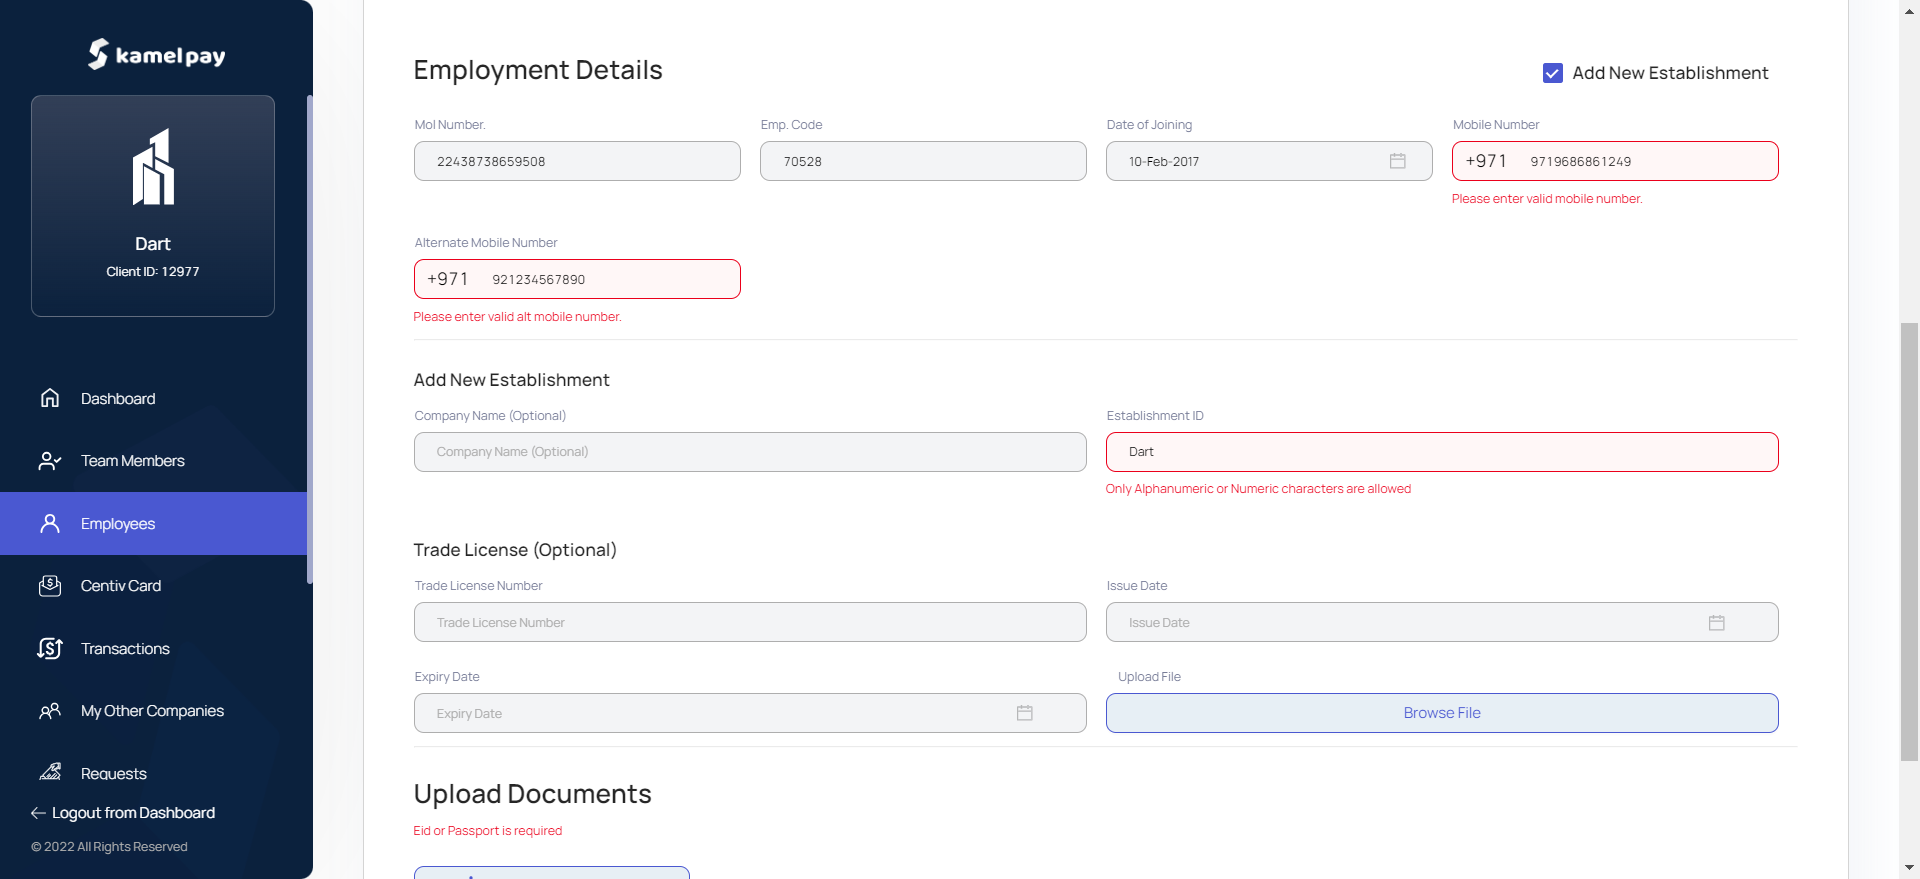 kamelpay
Dart
Client ID: 12977
Dashboard
Team Members
Employees
Centiv Card
Transactions
My Other Companies
Requests
Logout from Dashboard
© 2022 All Rights Reserved
Employment Details
Add New Establishment
Mol Number.
Emp. Code
Date of Joining
Mobile Number
22438738659508
70528
10-Feb-2017
+971 9719686861249
Please enter valid mobile number.
Alternate Mobile Number
+971 921234567890
Please enter valid alt mobile number.
Add New Establishment
Company Name (Optional)
Establishment ID
Company Name (Optional)
Dart
Only Alphanumeric or Numeric characters are allowed
Trade License (Optional)
Trade License Number
Issue Date
Trade License Number
Issue Date
Expiry Date
Upload File
Expiry Date
Browse File
Upload Documents
Eid or Passport is required